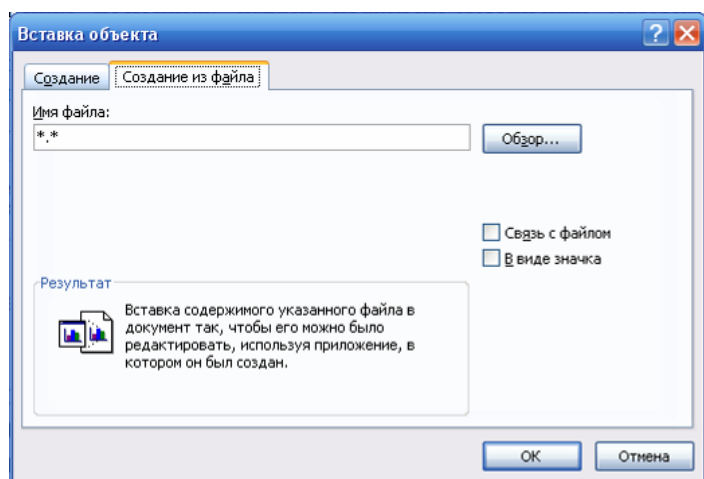 Вставка объекта
Создание
Создание из файла
Имя файла:
*.*
Обзор...
Связь с файлом
В виде значка
Результат
Вставка содержимого указанного файла в
документ так, чтобы его можно было
редактировать, используя приложение, в
котором он был создан.
ОК
Отмена